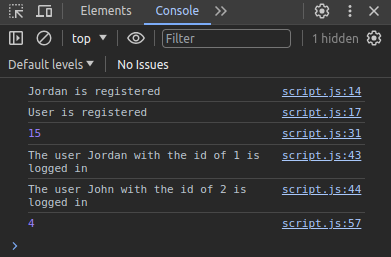 Elements Console
top Filter 1 hidden
Default levels No Issues
Jordan is registered script.js:14
User is registered script.js:17
15 script.js:31
The user Jordan with the id of 1 is script.js:43
logged in
The user John with the id of 2 is script.js:44
logged in
4 script.js:57